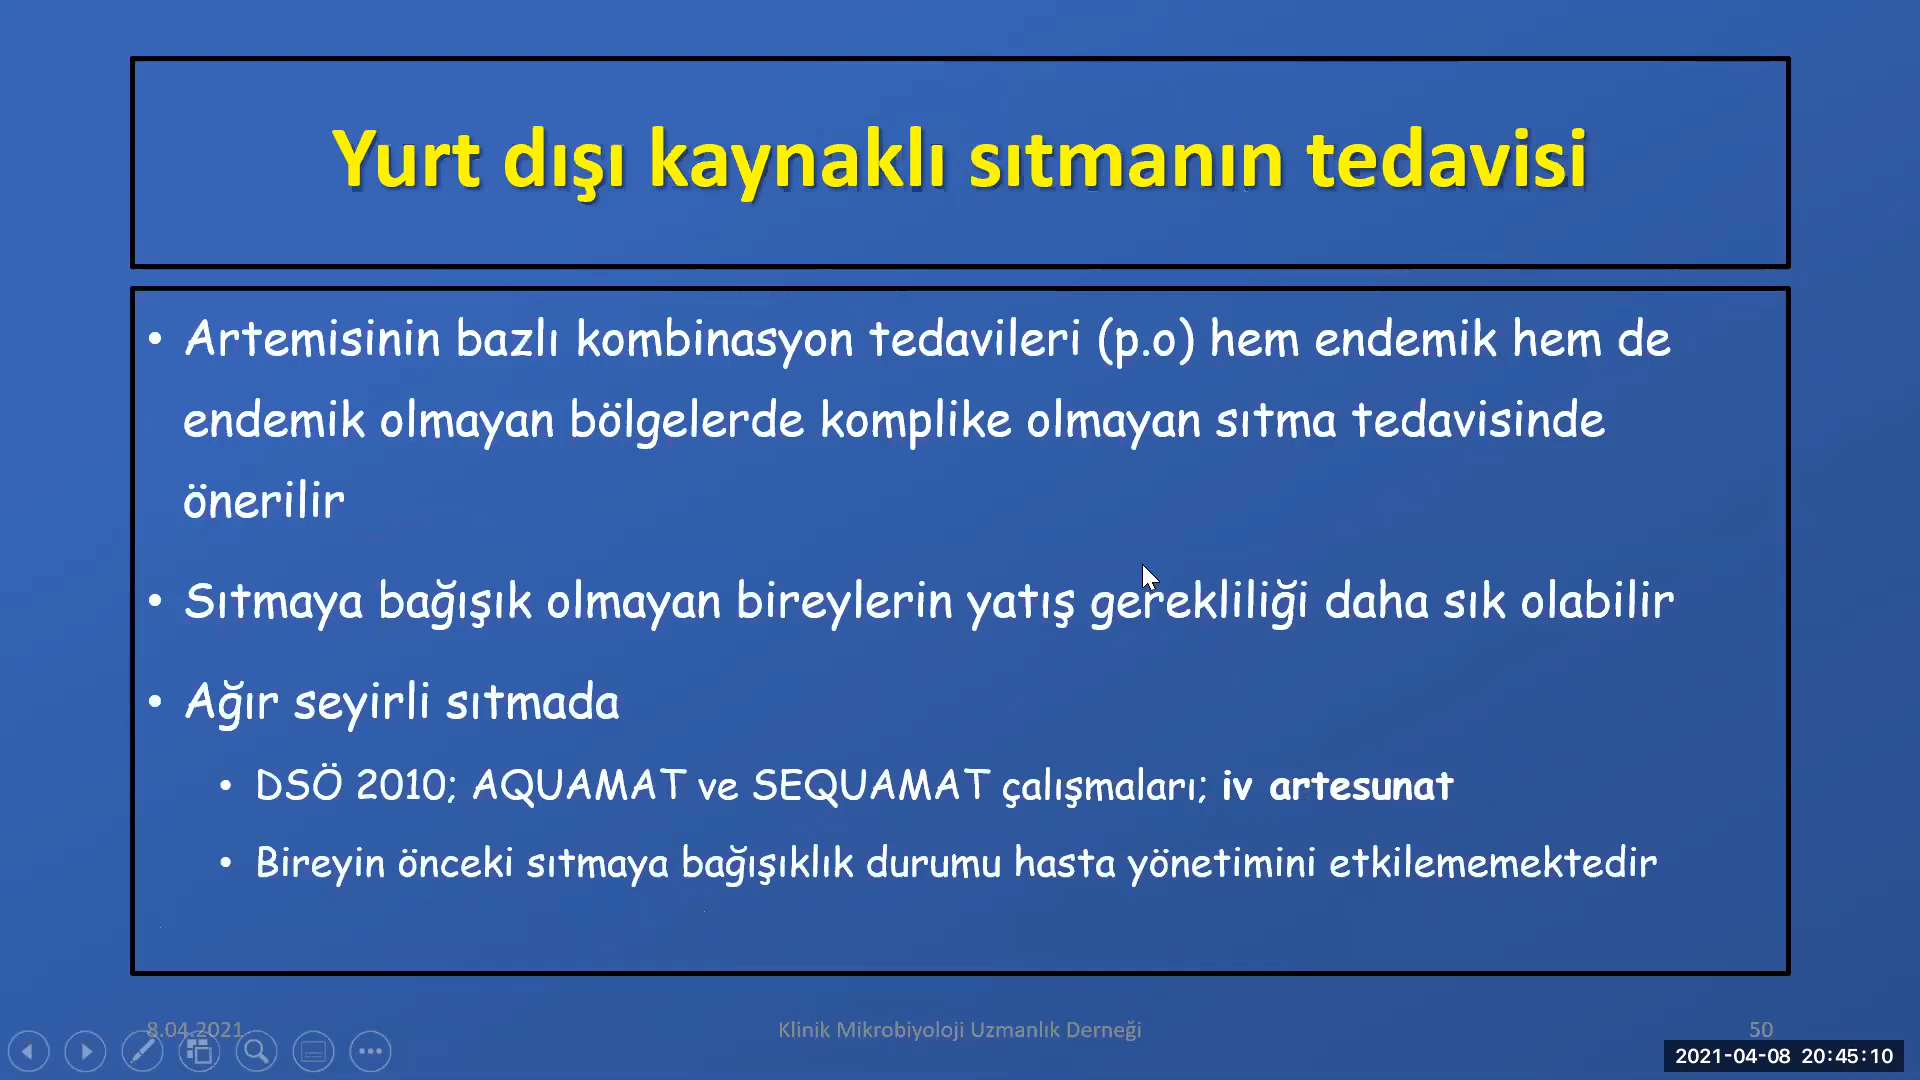 Yurt dışı kaynaklı sıtmanın tedavisi
• Artemisinin bazlı kombinasyon tedavileri (p.o) hem endemik hem de
endemik olmayan bölgelerde komplike olmayan sıtma tedavisinde
önerilir
• Sıtmaya bağışık olmayan bireylerin yatış gerekliliği daha sık olabilir
• Ağır seyirli sıtmada
• DSÖ 2010; AQUAMAT ve SEQUAMAT çalışmaları; iv artesunat
• Bireyin önceki sıtmaya bağışıklık durumu hasta yönetimini etkilememektedir
8.04.2021
Klinik Mikrobiyoloji Uzmanlık Derneği
50
2021-04-08 20:45:10